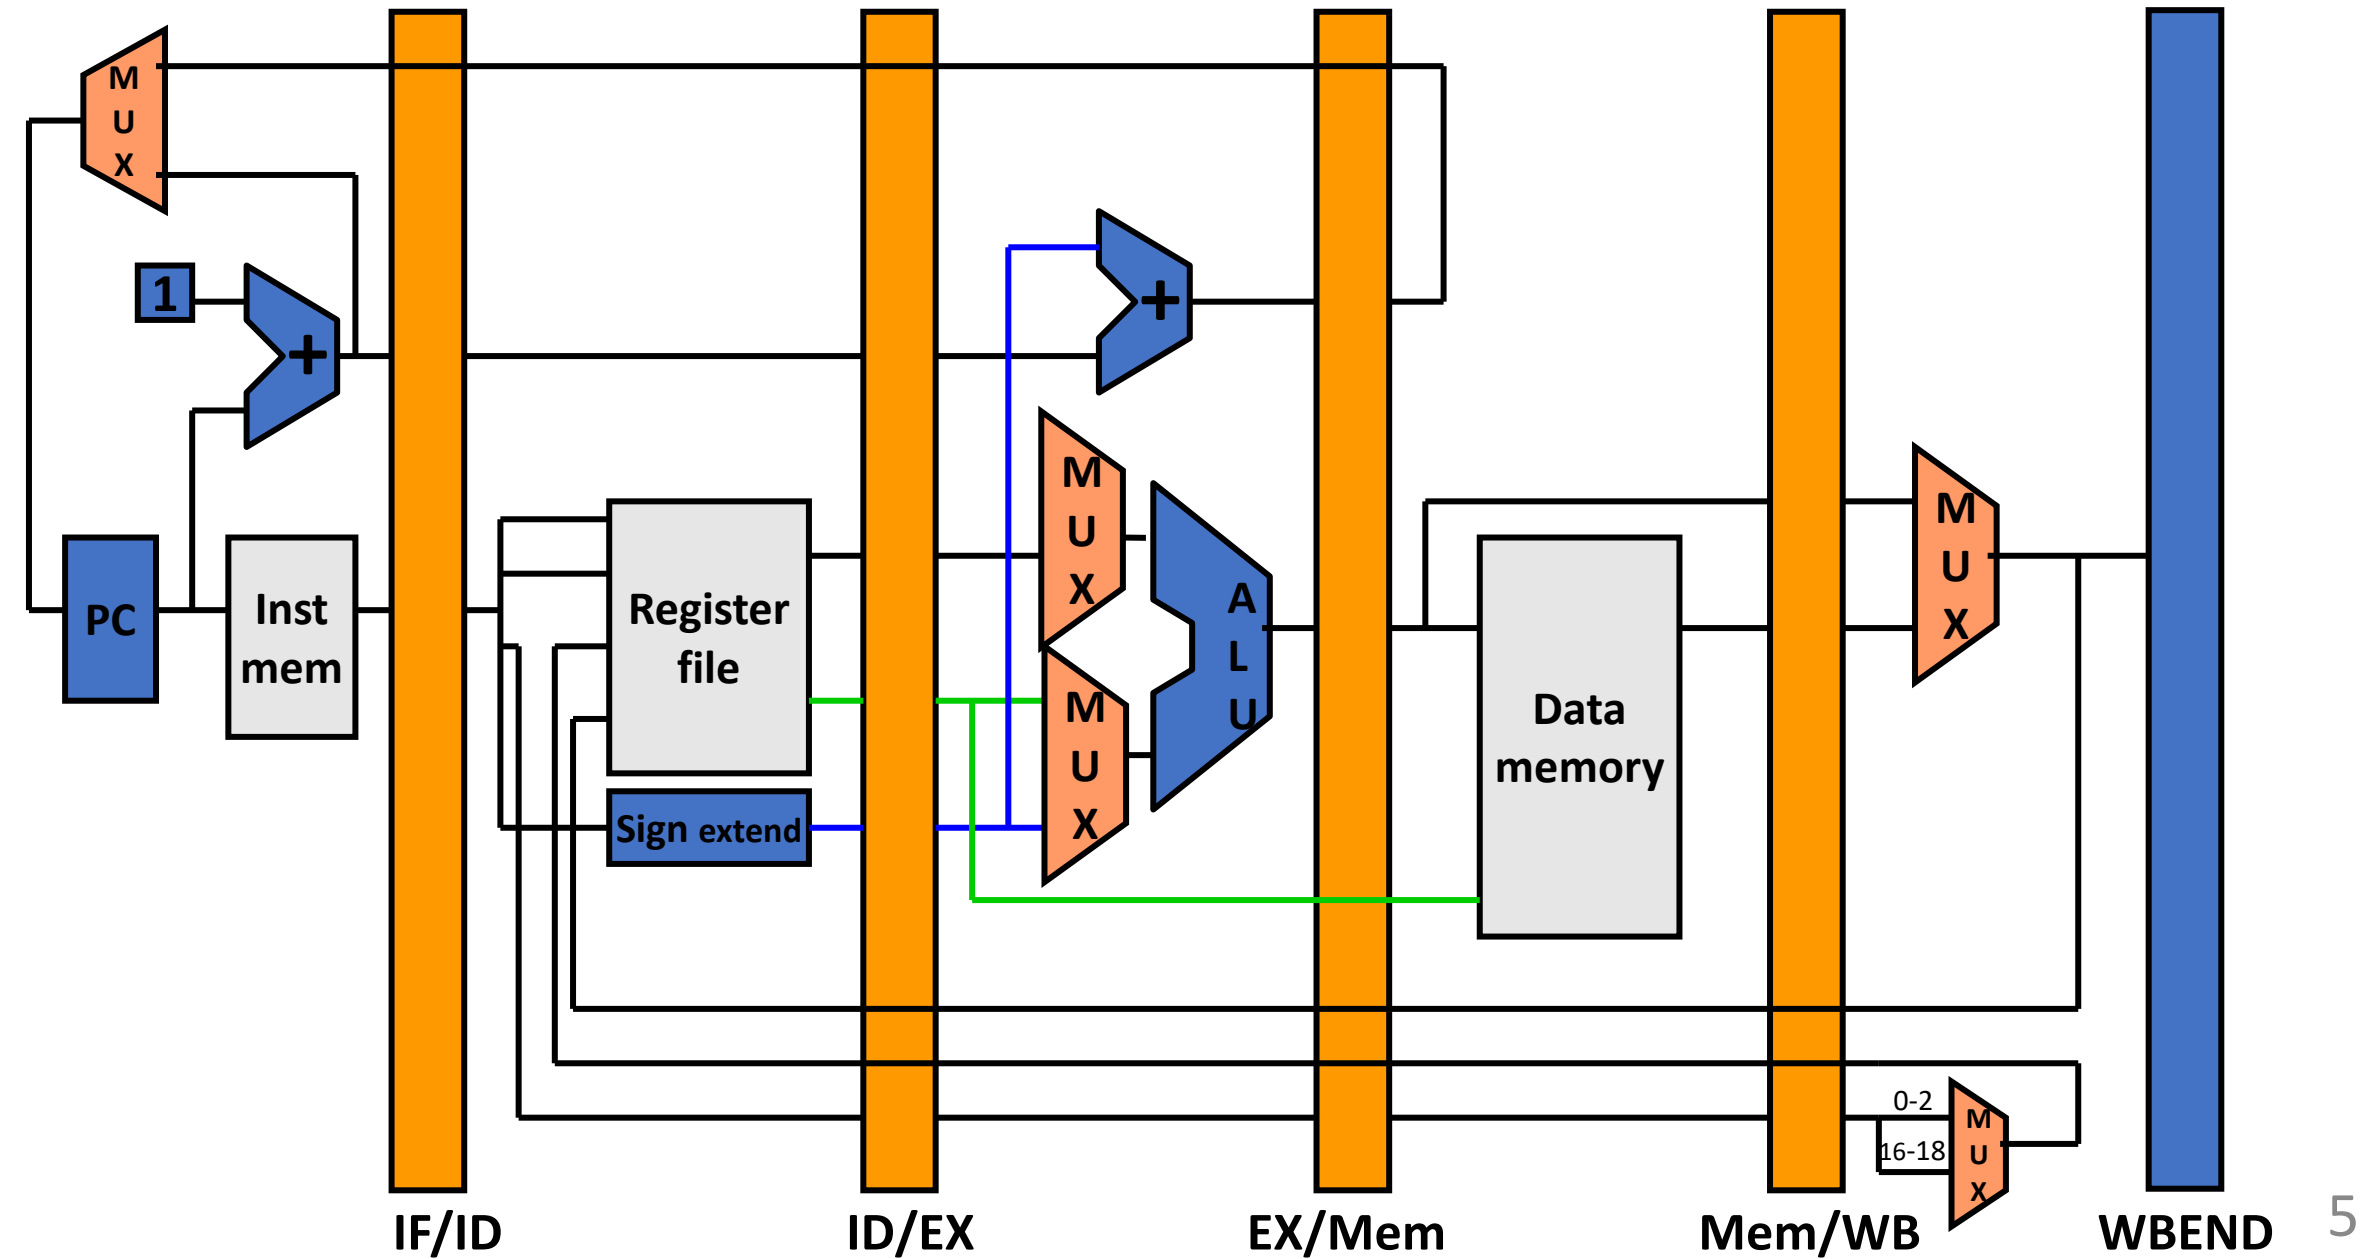 M
U
X
1
+
+
PC
Inst
mem
Register
file
Sign extend
M
U
X
M
U
X
A
L
U
Data
memory
M
U
X
0-2
16-18
M
U
X
IF/ID
ID/EX
EX/Mem
Mem/WB
WBEND
5